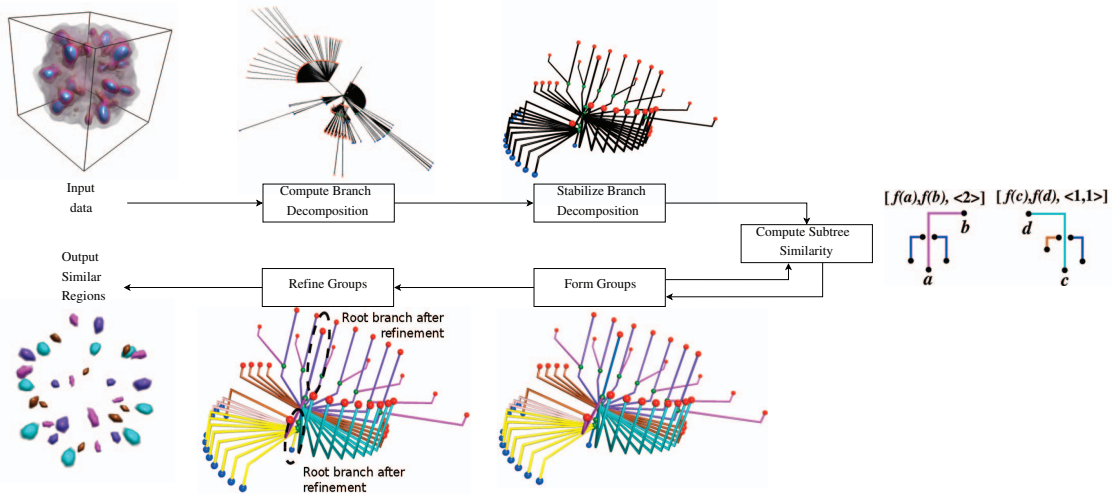 Input
data
Compute Branch
Decomposition
Stabilize Branch
Decomposition
Compute Subtree
Similarity
[ f(a),f(b), <2>]
[ f(c),f(d), <1,1>]
b
a
d
c
Output
Similar
Regions
Refine Groups
Form Groups
Root branch after
refinement
Root branch after
refinement